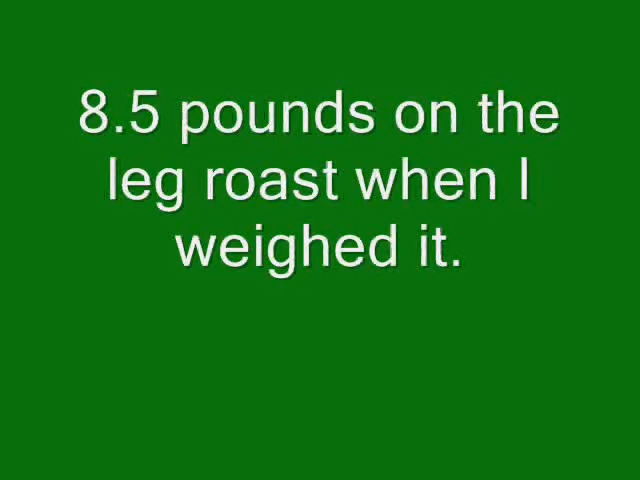 8.5 pounds on the
leg roast when I
weighed it.